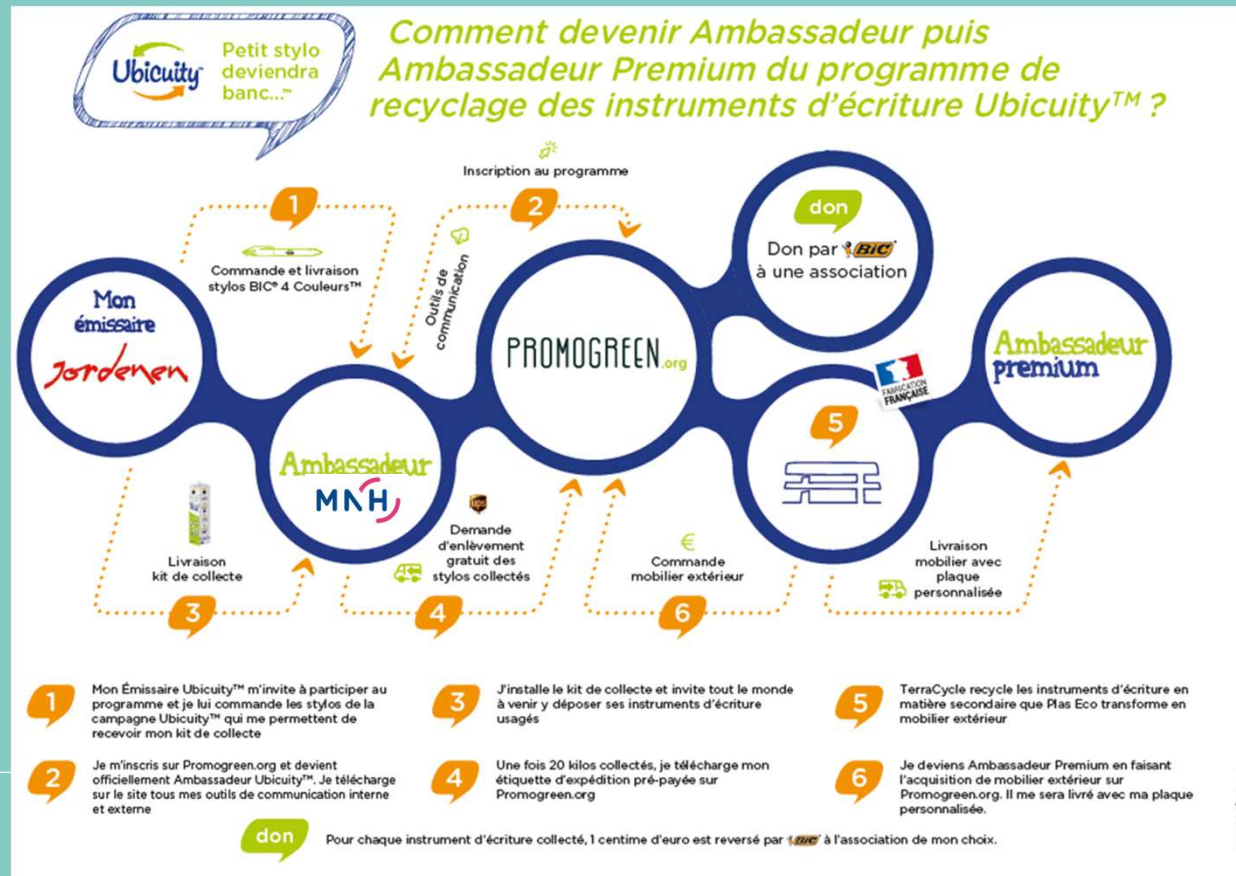 Ubicuity™
Petit stylo
deviendra
banc...™
Comment devenir Ambassadeur puis
Ambassadeur Premium du programme de
recyclage des instruments d'écriture Ubicuity™ ?
1
Commande et livraison
stylos BIC® 4 Couleurs™
Inscription au programme
2
Outils de
communication
don
Don par BIC
à une association
Mon
émissaire
Jordenen
PROMOGREEN.org
FABRICATION
FRANÇAISE
Ambassadeur
premium
5
Ambassadeur
MNH
Livraison
kit de collecte
3
ups
Demande
d'enlèvement
gratuit des
stylos collectés
4
€
Commande
mobilier extérieur
6
Livraison
mobilier avec
plaque
personnalisée
1
Mon Émissaire Ubicuity™ m'invite à participer au
programme et je lui commande les stylos de la
campagne Ubicuity™ qui me permettent de
recevoir mon kit de collecte
2
Je m'inscris sur Promogreen.org et devient
officiellement Ambassadeur Ubicuity™. Je télécharge
sur le site tous mes outils de communication interne
et externe
3
J'installe le kit de collecte et invite tout le monde
à venir y déposer ses instruments d'écriture
usagés
4
Une fois 20 kilos collectés, je télécharge mon
étiquette d'expédition pré-payée sur
Promogreen.org
5
TerraCycle recycle les instruments d'écriture en
matière secondaire que Plas Eco transforme en
mobilier extérieur
6
Je deviens Ambassadeur Premium en faisant
l'acquisition de mobilier extérieur sur
Promogreen.org. Il me sera livré avec ma plaque
personnalisée.
don
Pour chaque instrument d'écriture collecté, 1 centime d'euro est reversé par BIC à l'association de mon choix.